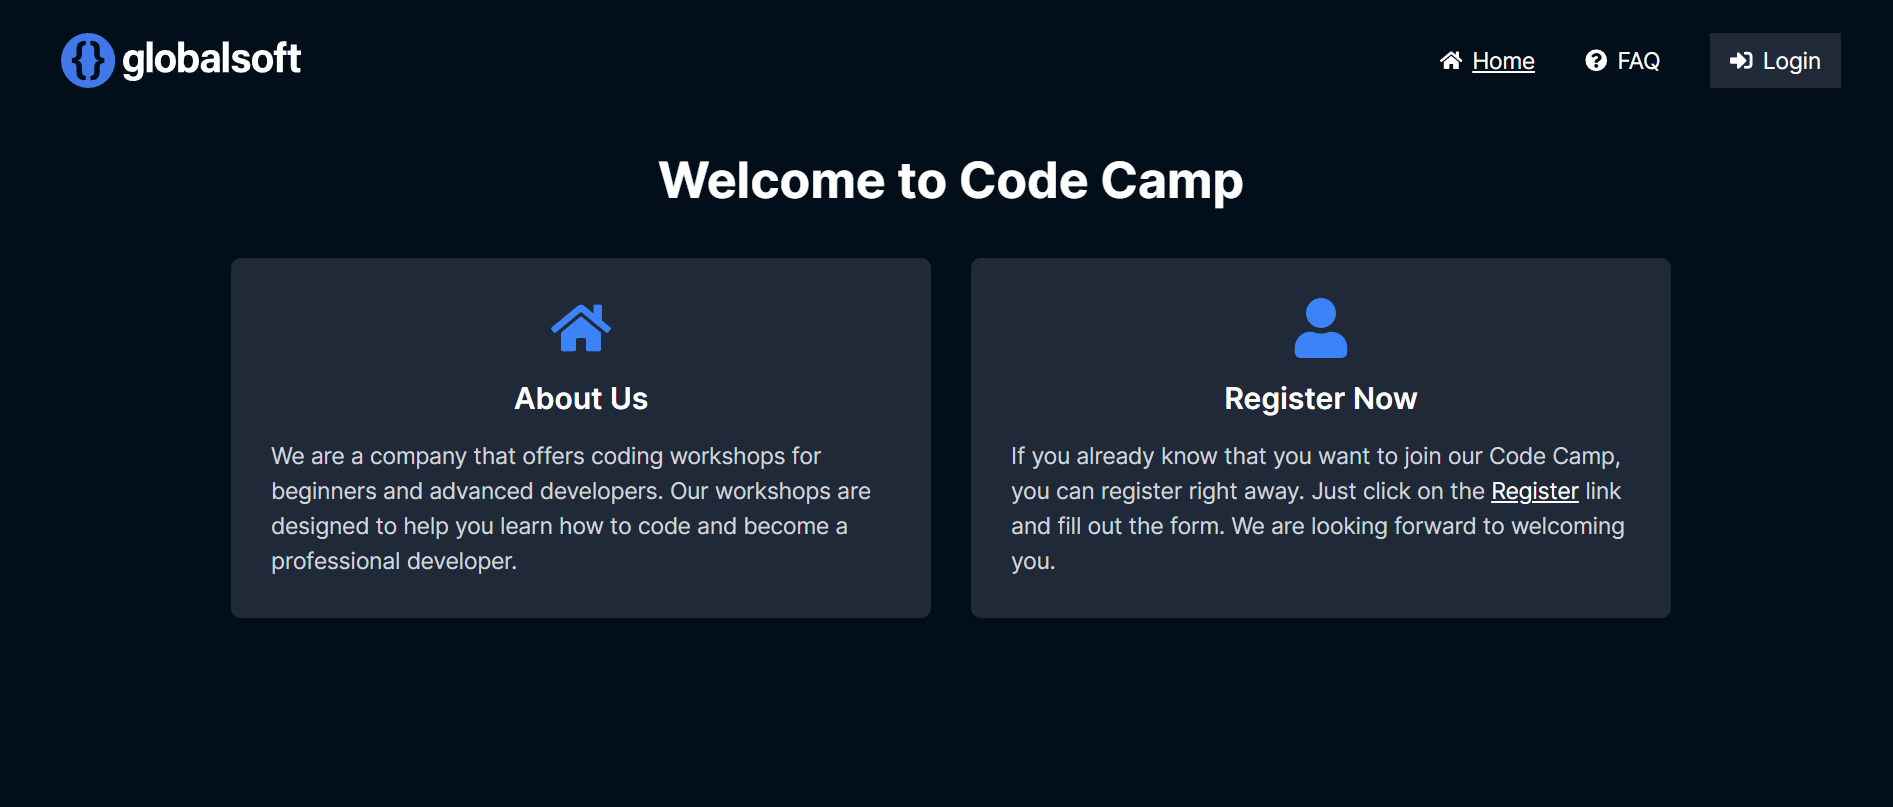 {} globalsoft
Home
FAQ
Login
Welcome to Code Camp
About Us
We are a company that offers coding workshops for
beginners and advanced developers. Our workshops are
designed to help you learn how to code and become a
professional developer.
Register Now
If you already know that you want to join our Code Camp,
you can register right away. Just click on the Register link
and fill out the form. We are looking forward to welcoming
you.